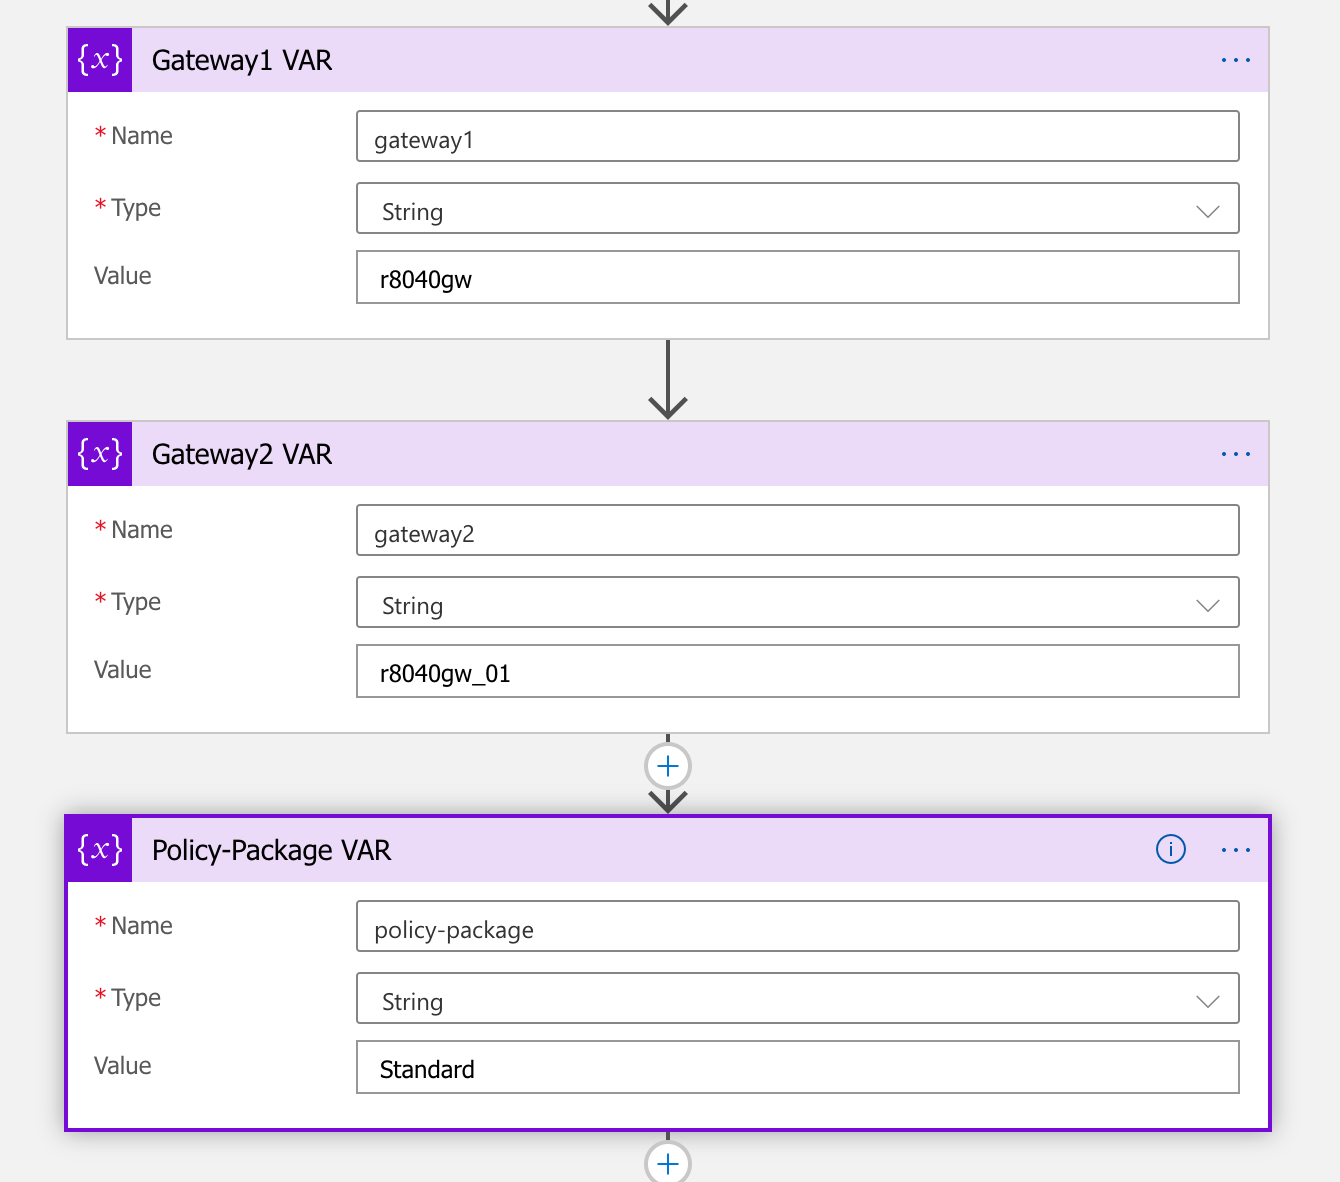 {x} Gateway1 VAR ...
* Name gateway1
* Type String
Value r8040gw
{x} Gateway2 VAR ...
* Name gateway2
* Type String
Value r8040gw_01
{x} Policy-Package VAR i ...
* Name policy-package
* Type String
Value Standard